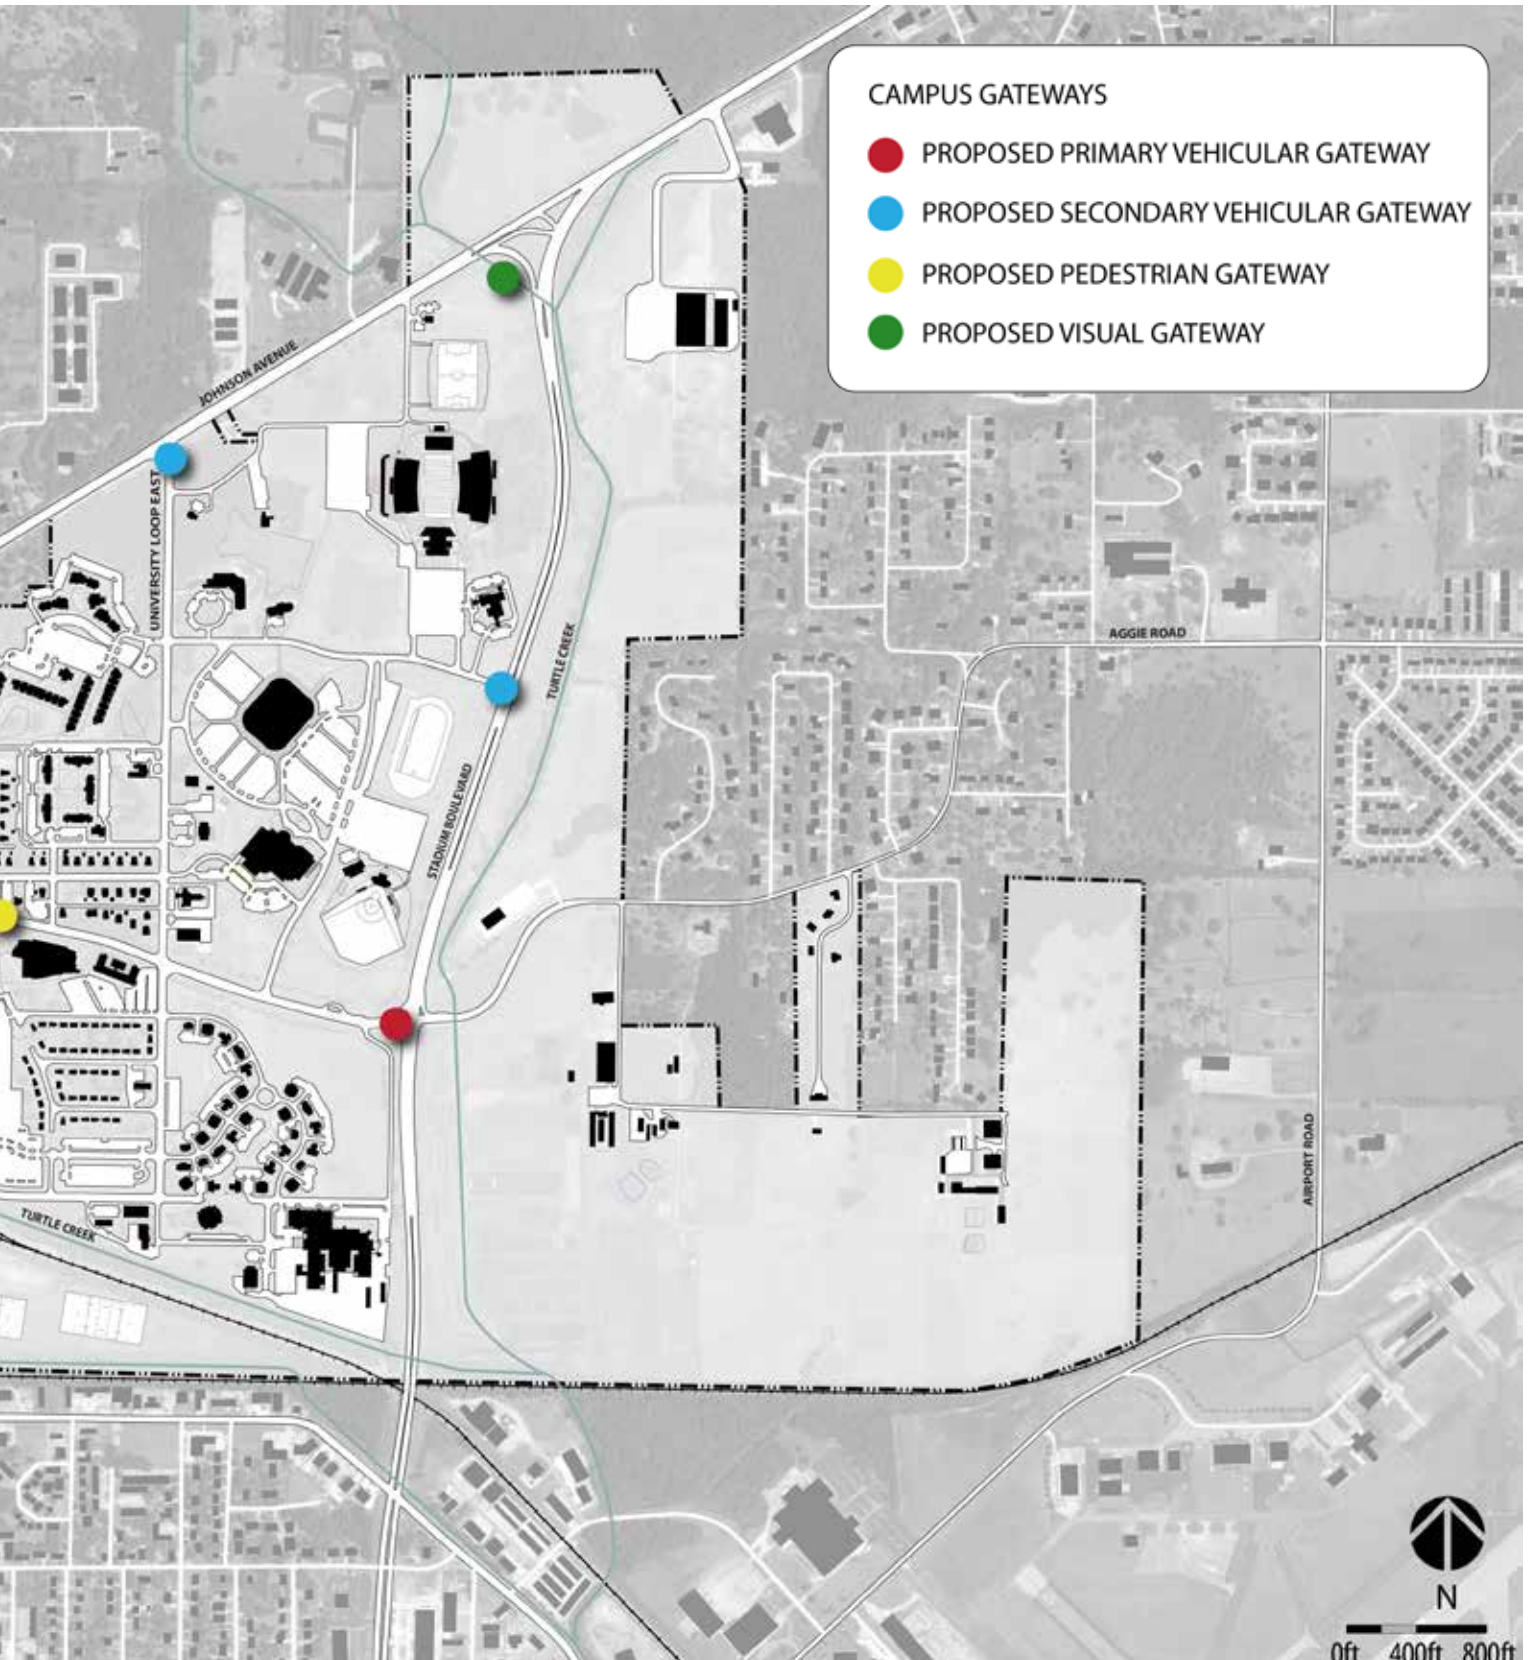 CAMPUS GATEWAYS
PROPOSED PRIMARY VEHICULAR GATEWAY
PROPOSED SECONDARY VEHICULAR GATEWAY
PROPOSED PEDESTRIAN GATEWAY
PROPOSED VISUAL GATEWAY
JOHNSON AVENUE
UNIVERSITY LOOP EAST
TURTLE CREEK
AGGIE ROAD
STADIUM BOULEVARD
AIRPORT ROAD
TURTLE CREEK
N
0ft 400ft 800ft